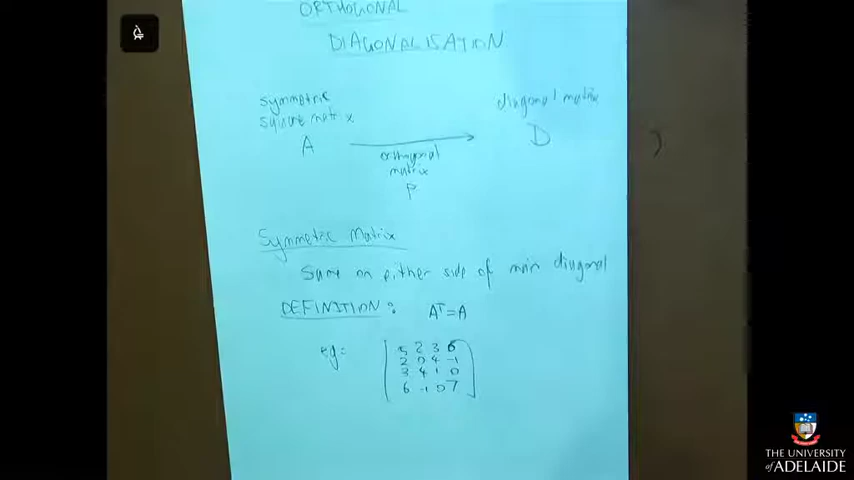 ORTHOGONAL
DIAGONALISATION
Symmetric
square matrix
A
orthogonal
matrix
P
diagonal matrix
D
Symmetric Matrix
Same on either side of main diagonal
DEFINITION: Aᵀ=A
eg:
5 2 3 6
2 0 4 -1
3 4 1 0
6 -1 0 7
THE UNIVERSITY
of ADELAIDE